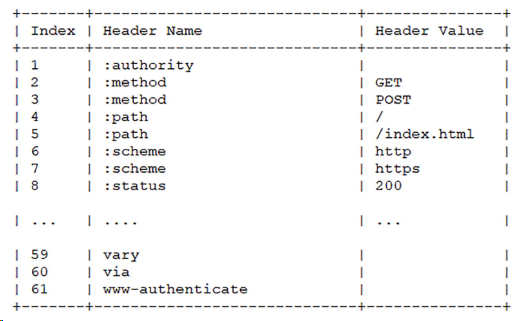 +-------+-----------------------------+---------------+
| Index | Header Name | Header Value |
+-------+-----------------------------+---------------+
| 1 | :authority | |
| 2 | :method | GET |
| 3 | :method | POST |
| 4 | :path | / |
| 5 | :path | /index.html |
| 6 | :scheme | http |
| 7 | :scheme | https |
| 8 | :status | 200 |
| ... | .... | ... |
| 59 | vary | |
| 60 | via | |
| 61 | www-authenticate | |
+-------+-----------------------------+---------------+